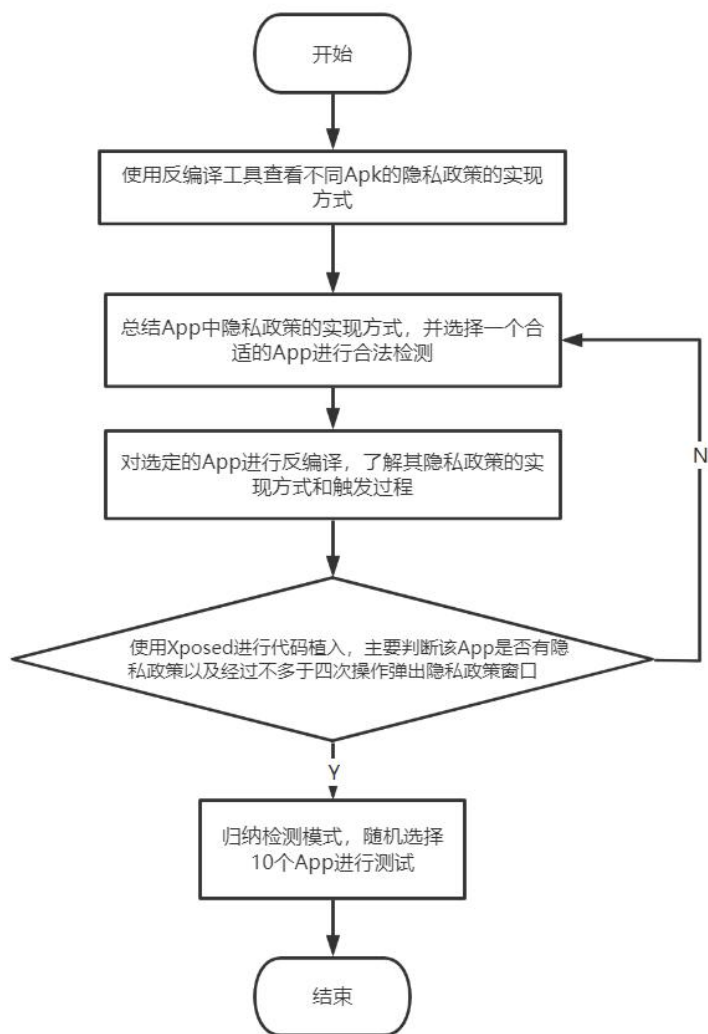 开始
使用反编译工具查看不同Apk的隐私政策的实现
方式
总结App中隐私政策的实现方式，并选择一个合
适的App进行合法检测
对选定的App进行反编译，了解其隐私政策的实
现方式和触发过程
N
使用Xposed进行代码植入，主要判断该App是否有隐
私政策以及经过不多于四次操作弹出隐私政策窗口
Y
归纳检测模式，随机选择
10个App进行测试
结束